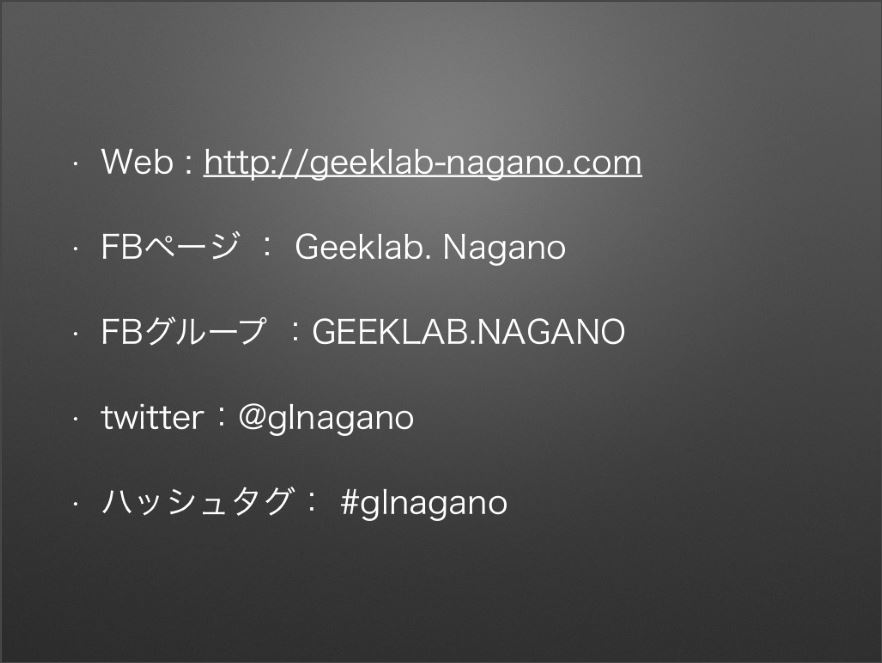 ・ Web : http://geeklab-nagano.com
・ FBページ ： Geeklab. Nagano
・ FBグループ ：GEEKLAB.NAGANO
・ twitter：@glnagano
・ ハッシュタグ： #glnagano